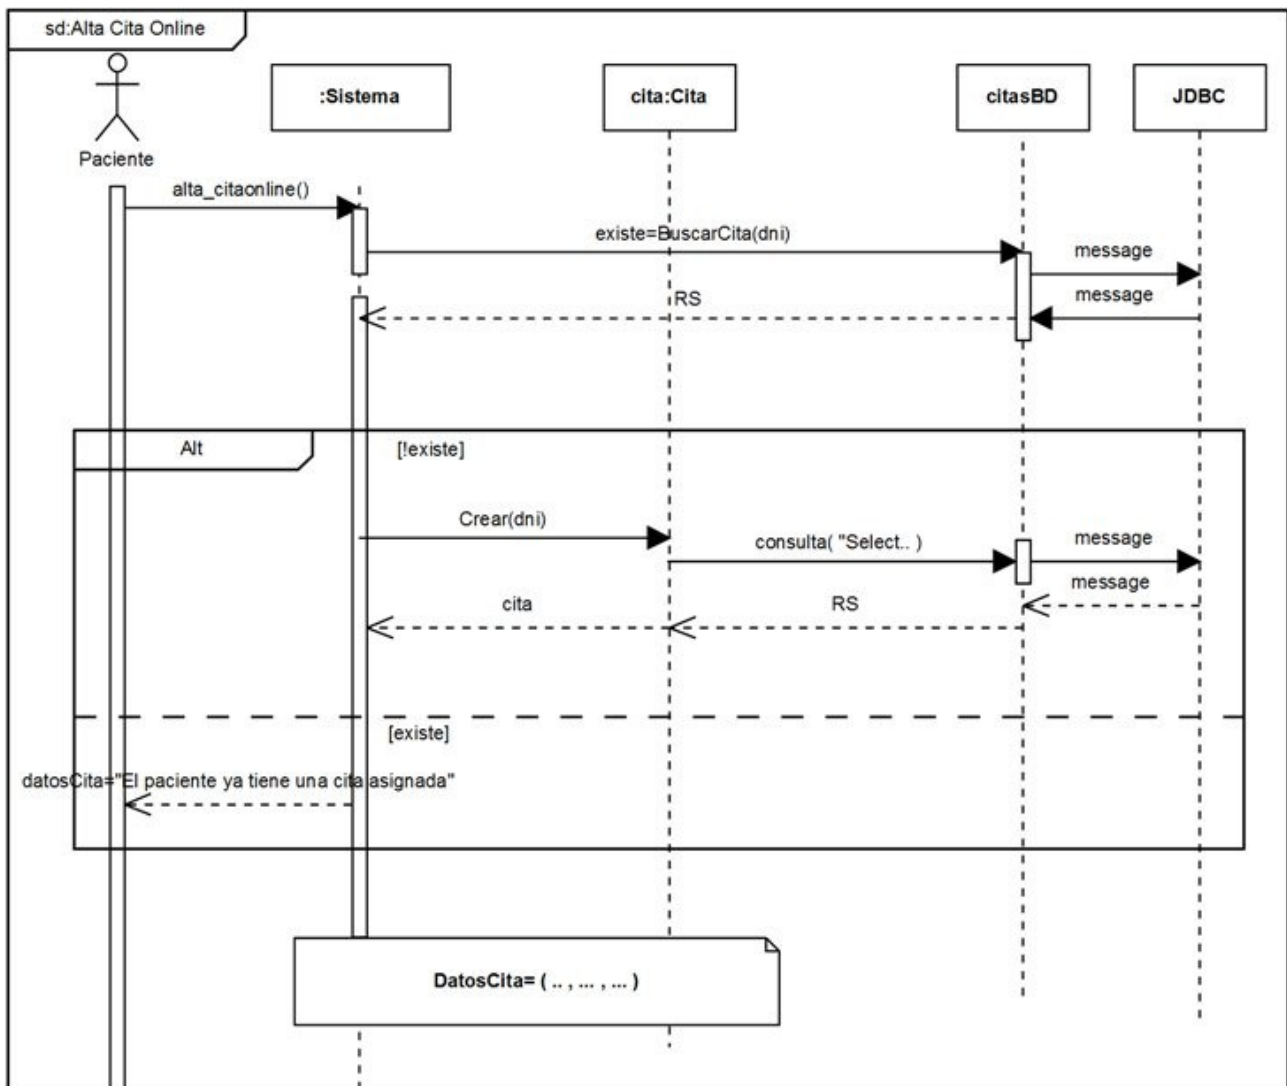 sd:Alta Cita Online
:Sistema
cita:Cita
citasBD
JDBC
Paciente
alta_citaonline()
existe=BuscarCita(dni)
message
RS
message
Alt
[!existe]
Crear(dni)
consulta( "Select.. )
message
message
cita
RS
[existe]
datosCita="El paciente ya tiene una cita asignada"
DatosCita= ( .. , ... , ... )